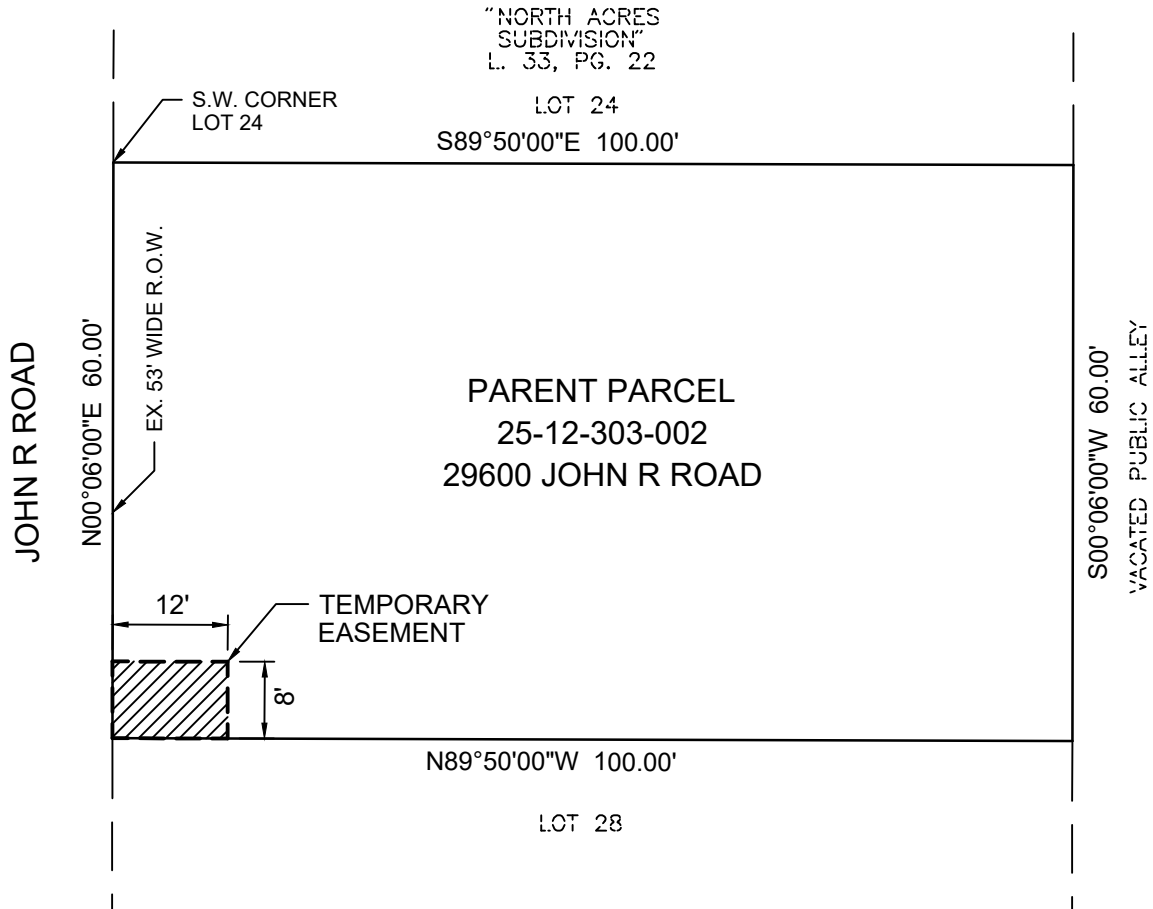 "NORTH ACRES
SUBDIVISION"
L. 33, PG. 22
S.W. CORNER
LOT 24
LOT 24
S89°50'00"E 100.00'
JOHN R ROAD
N00°06'00"E 60.00'
EX. 53' WIDE R.O.W.
PARENT PARCEL
25-12-303-002
29600 JOHN R ROAD
S00°06'00"W 60.00'
VACATED PUBLIC ALLEY
12'
TEMPORARY
EASEMENT
8'
N89°50'00"W 100.00'
LOT 28